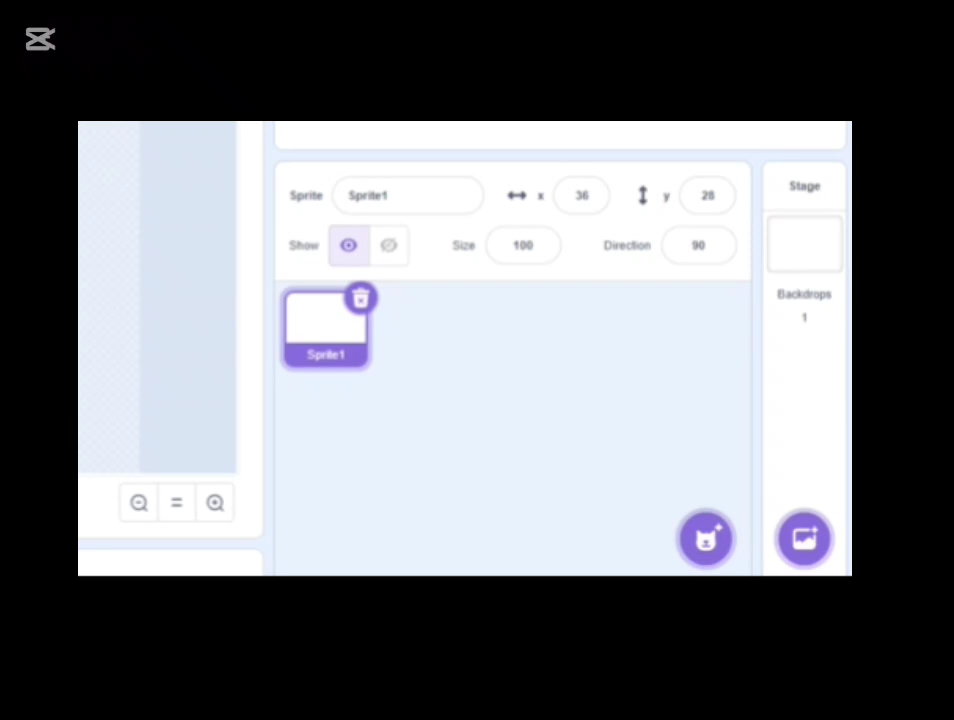 Sprite Sprite1 x 36 y 28
Show Size 100 Direction 90
Sprite1
Stage
Backdrops
1